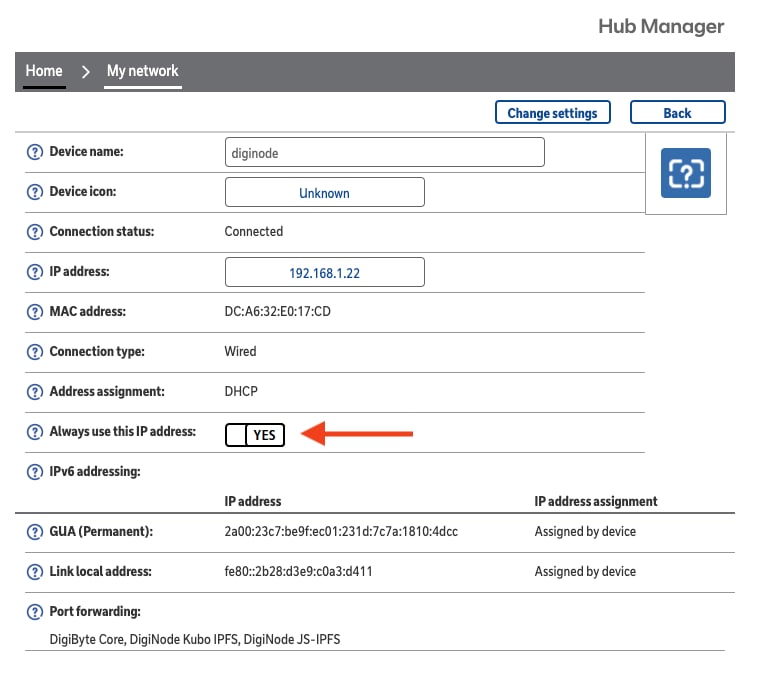 Hub Manager
Home > My network
Change settings Back
Device name: diginode
Device icon: Unknown
Connection status: Connected
IP address: 192.168.1.22
MAC address: DC:A6:32:E0:17:CD
Connection type: Wired
Address assignment: DHCP
Always use this IP address: YES
IPv6 addressing:
IP address IP address assignment
GUA (Permanent): 2a00:23c7:be9f:ec01:231d:7c7a:1810:4dcc Assigned by device
Link local address: fe80::2b28:d3e9:c0a3:d411 Assigned by device
Port forwarding:
DigiByte Core, DigiNode Kubo IPFS, DigiNode JS-IPFS